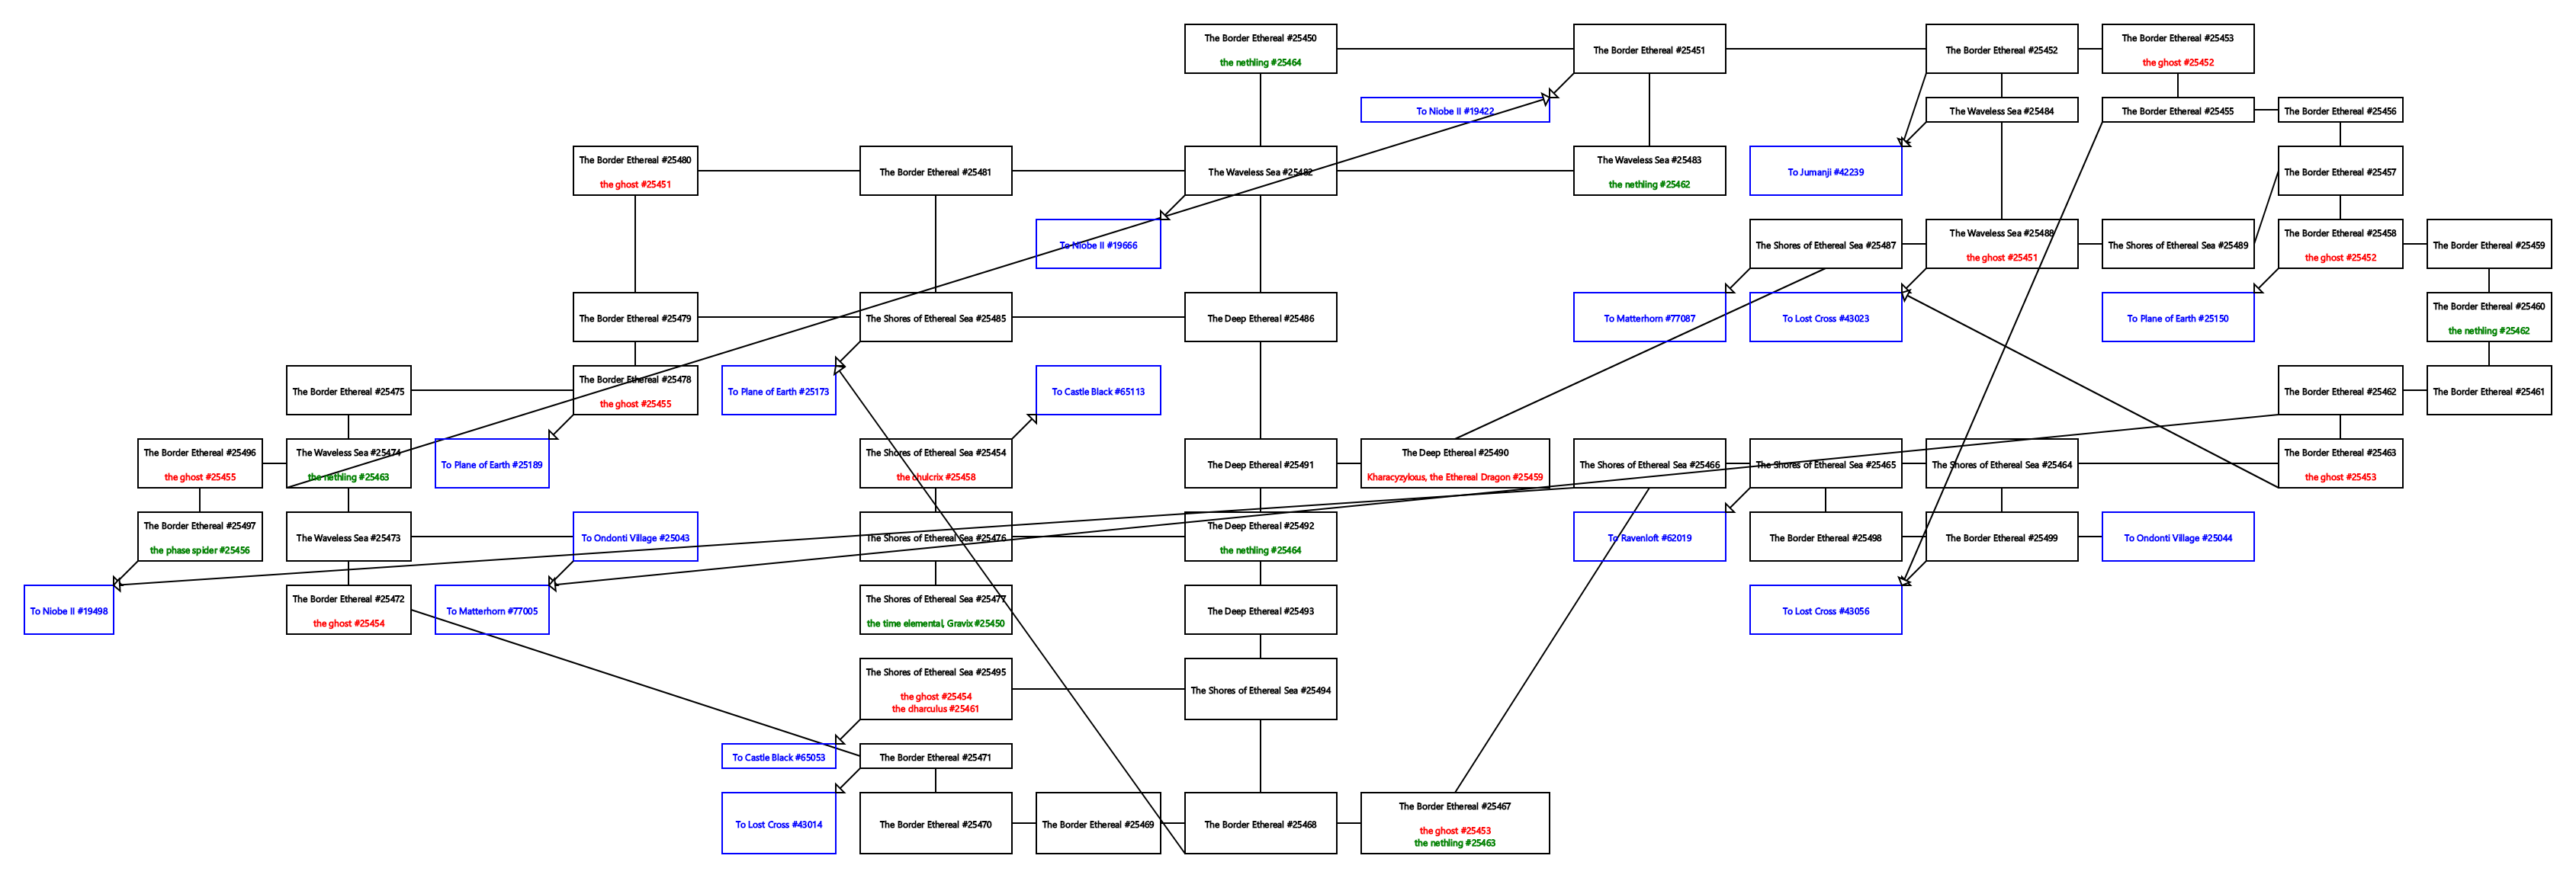 The Border Ethereal #25450
the nethling #25464
The Border Ethereal #25451
The Border Ethereal #25452
The Border Ethereal #25453
the ghost #25452
To Niobe II #19422
The Waveless Sea #25484
The Border Ethereal #25455
The Border Ethereal #25456
The Border Ethereal #25480
the ghost #25451
The Border Ethereal #25481
The Waveless Sea #25482
The Waveless Sea #25483
the nethling #25462
To Jumanji #42239
The Border Ethereal #25457
To Niobe II #19666
The Shores of Ethereal Sea #25487
The Waveless Sea #25488
the ghost #25451
The Shores of Ethereal Sea #25489
The Border Ethereal #25458
the ghost #25452
The Border Ethereal #25459
The Border Ethereal #25479
The Shores of Ethereal Sea #25485
The Deep Ethereal #25486
To Matterhorn #77087
To Lost Cross #43023
To Plane of Earth #25150
The Border Ethereal #25460
the nethling #25462
The Border Ethereal #25475
The Border Ethereal #25478
the ghost #25455
To Plane of Earth #25173
To Castle Black #65113
The Border Ethereal #25462
The Border Ethereal #25461
The Border Ethereal #25496
the ghost #25455
The Waveless Sea #25474
the nethling #25463
To Plane of Earth #25189
The Shores of Ethereal Sea #25454
the chulcrix #25458
The Deep Ethereal #25491
The Deep Ethereal #25490
Kharacyzykxus, the Ethereal Dragon #25459
The Shores of Ethereal Sea #25466
The Shores of Ethereal Sea #25465
The Shores of Ethereal Sea #25464
The Border Ethereal #25463
the ghost #25453
The Border Ethereal #25497
the phase spider #25456
The Waveless Sea #25473
To Ondonti Village #25043
The Shores of Ethereal Sea #25476
The Deep Ethereal #25492
the nethling #25464
To Ravenloft #62019
The Border Ethereal #25498
The Border Ethereal #25499
To Ondonti Village #25044
To Niobe II #19498
The Border Ethereal #25472
the ghost #25454
To Matterhorn #77005
The Shores of Ethereal Sea #25477
the time elemental, Gravix #25450
The Deep Ethereal #25493
To Lost Cross #43056
The Shores of Ethereal Sea #25495
the ghost #25454
the dharculus #25461
The Shores of Ethereal Sea #25494
To Castle Black #65053
The Border Ethereal #25471
To Lost Cross #43014
The Border Ethereal #25470
The Border Ethereal #25469
The Border Ethereal #25468
The Border Ethereal #25467
the ghost #25453
the nethling #25463